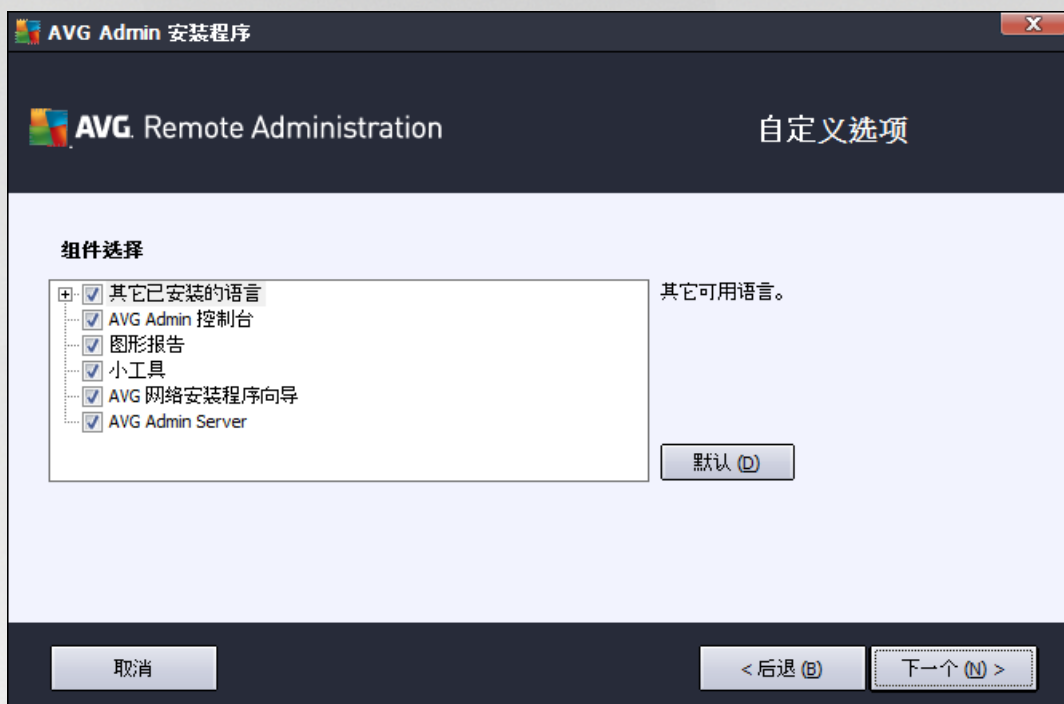 AVG Admin 安装程序
AVG. Remote Administration
自定义选项
组件选择
其它已安装的语言
AVG Admin 控制台
图形报告
小工具
AVG 网络安装程序向导
AVG Admin Server
其它可用语言。
默认 (D)
取消
< 后退 (B)
下一个 (N) >